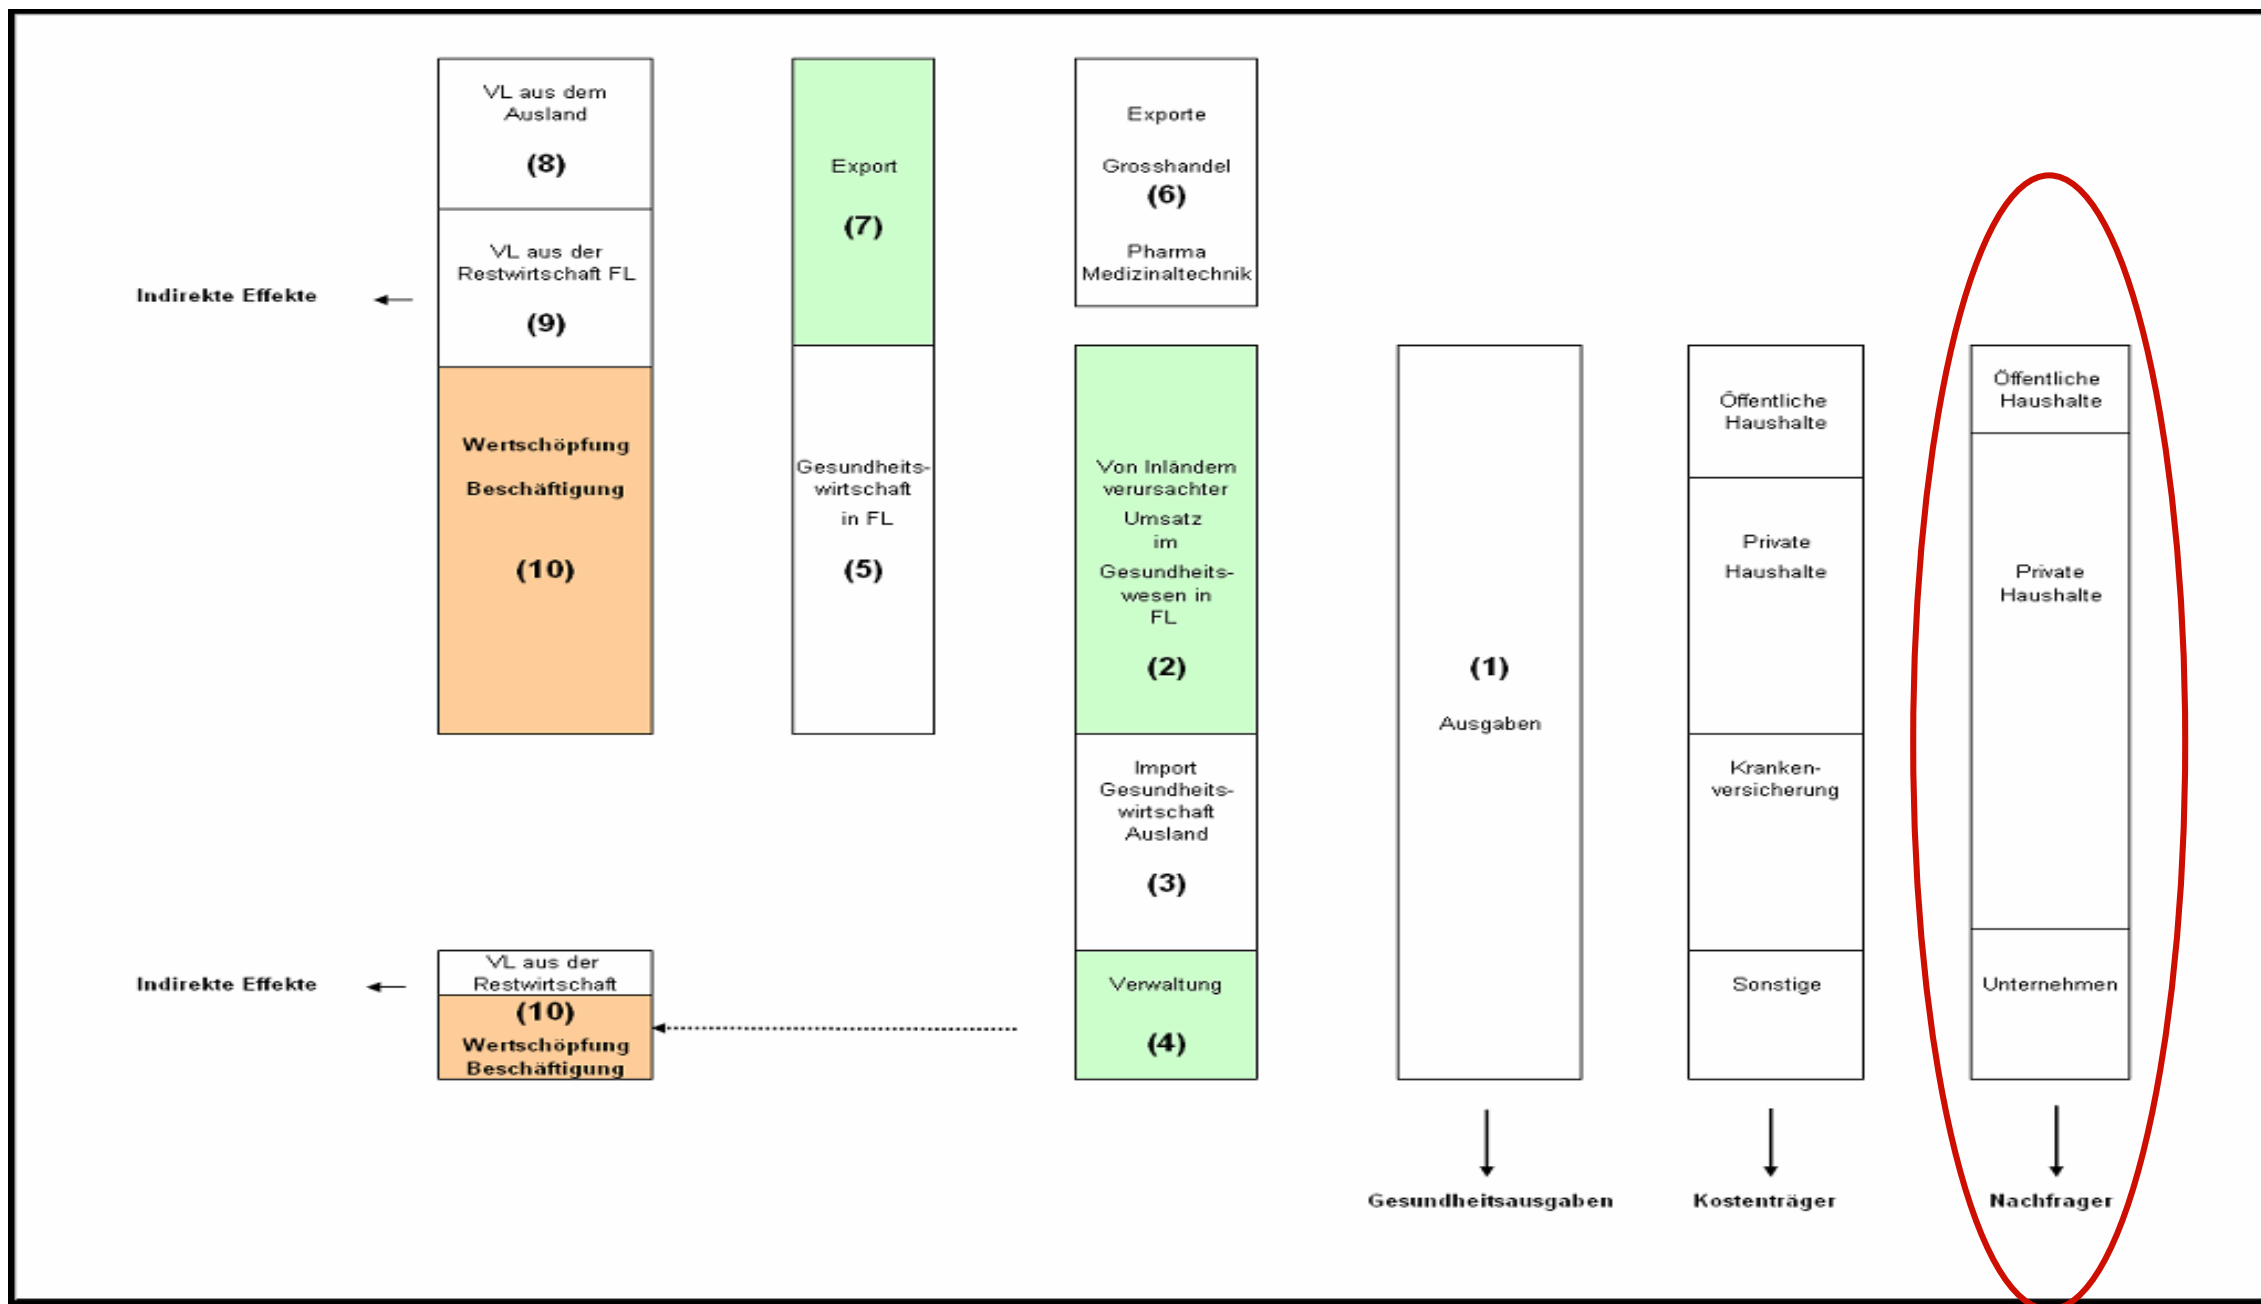 VL aus dem
Ausland
(8)
VL aus der
Restwirtschaft FL
(9)
Indirekte Effekte
Wertschöpfung
Beschäftigung
(10)
Export
(7)
Gesundheits-
wirtschaft
in FL
(5)
Exporte
Grosshandel
(6)
Pharma
Medizinaltechnik
Von Inländern
verursachter
Umsatz
im
Gesundheits-
wesen in
FL
(2)
Import
Gesundheits-
wirtschaft
Ausland
(3)
Verwaltung
(4)
Indirekte Effekte
VL aus der
Restwirtschaft
(10)
Wertschöpfung
Beschäftigung
(1)
Ausgaben
Gesundheitsausgaben
Öffentliche
Haushalte
Private
Haushalte
Kranken-
versicherung
Sonstige
Kostenträger
Öffentliche
Haushalte
Private
Haushalte
Unternehmen
Nachfrager